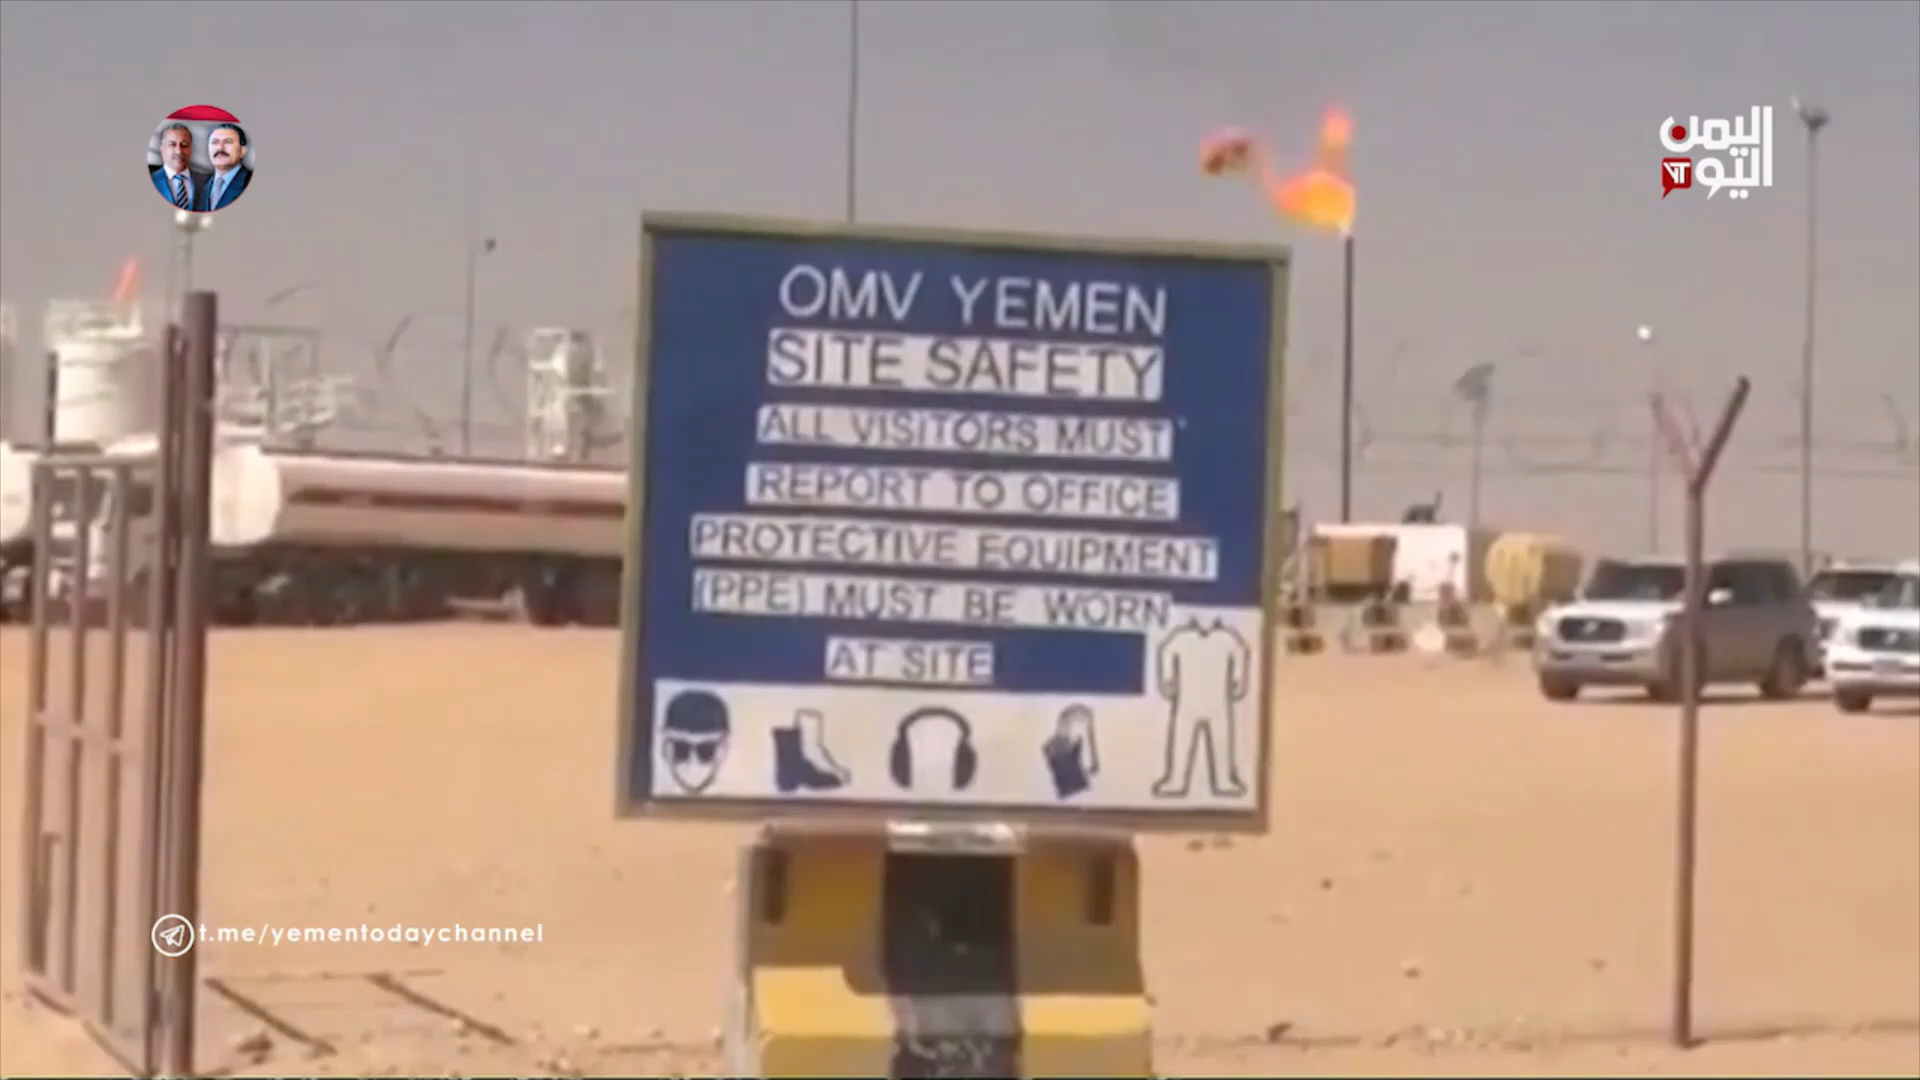 اليمن
اليوم
YT
OMV YEMEN
SITE SAFETY
ALL VISITORS MUST
REPORT TO OFFICE
PROTECTIVE EQUIPMENT
(PPE) MUST BE WORN
AT SITE
t.me/yementodaychannel